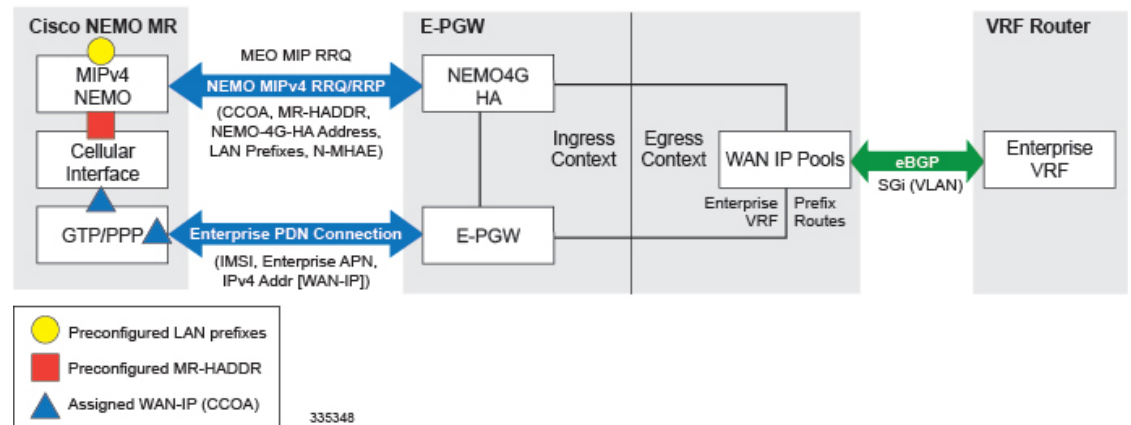 Cisco NEMO MR
E-PGW
VRF Router
MIPv4
NEMO
MEO MIP RRQ
NEMO MIPv4 RRQ/RRP
(CCOA, MR-HADDR,
NEMO-4G-HA Address,
LAN Prefixes, N-MHAE)
NEMO4G
HA
Cellular
Interface
Ingress
Context
Egress
Context
WAN IP Pools
eBGP
SGi (VLAN)
Enterprise
VRF
Enterprise
VRF
Prefix
Routes
GTP/PPP
Enterprise PDN Connection
(IMSI, Enterprise APN,
IPv4 Addr [WAN-IP])
E-PGW
Preconfigured LAN prefixes
Preconfigured MR-HADDR
Assigned WAN-IP (CCOA)
335348